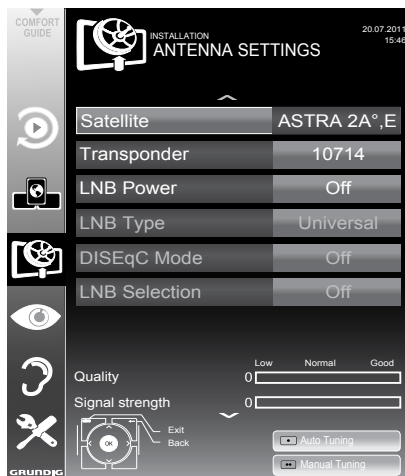 COMFORT
GUIDE
INSTALLATION
ANTENNA SETTINGS
20.07.2011
15:46
Satellite ASTRA 2A°,E
Transponder 10714
LNB Power Off
LNB Type Universal
DISEqC Mode Off
LNB Selection Off
Low Normal Good
Quality 0
Signal strength 0
Exit
OK Back
Auto Tuning
Manual Tuning
GRUNDIG